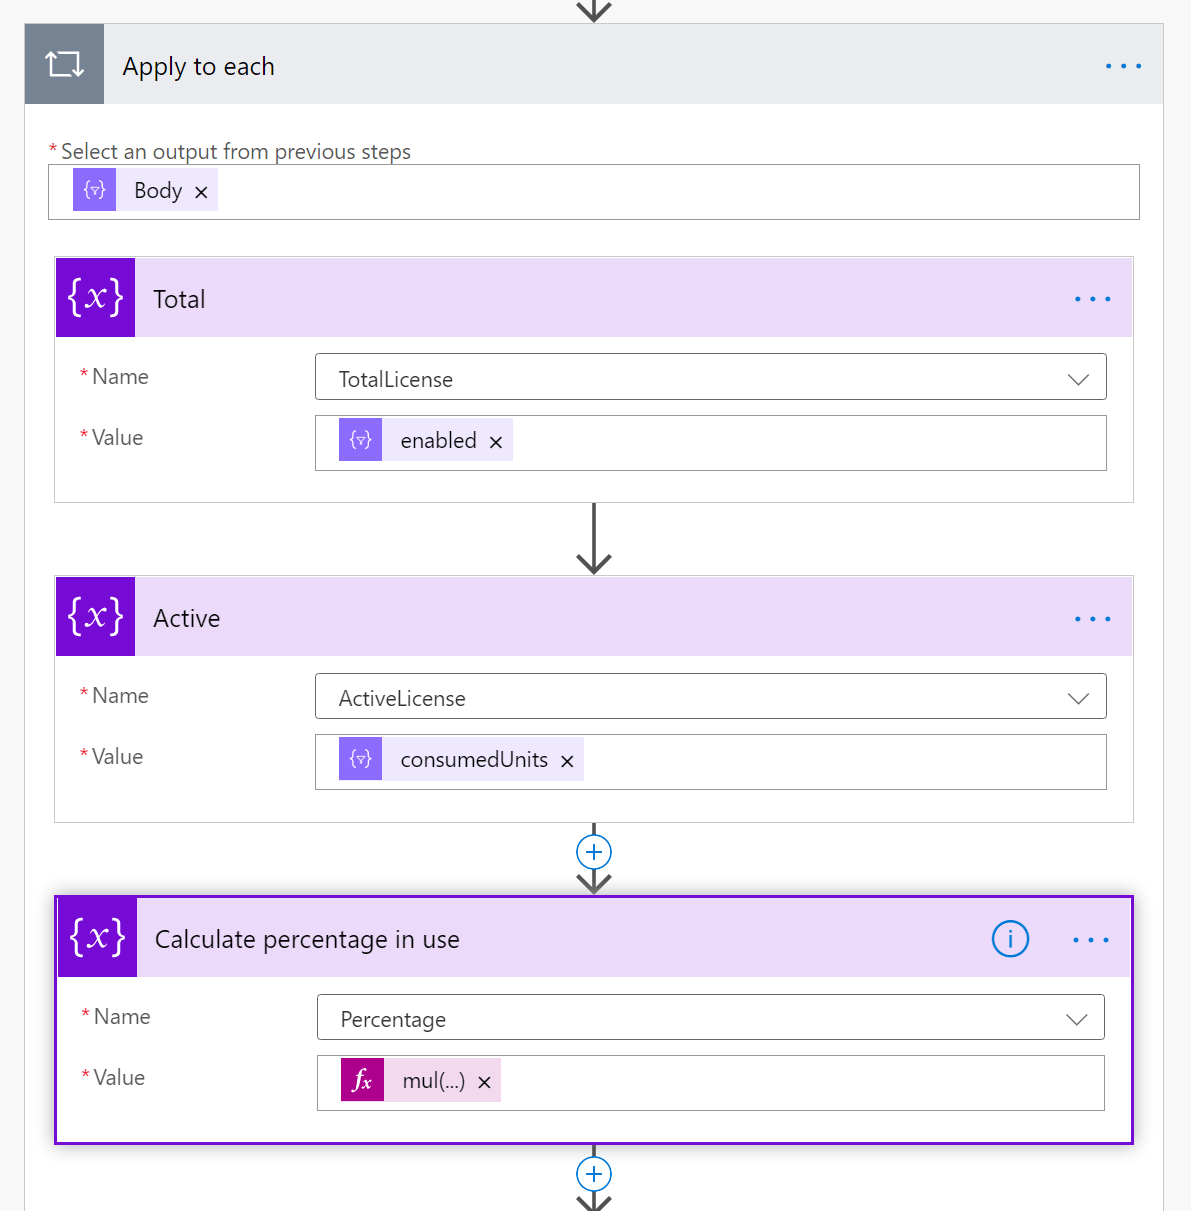 Apply to each
* Select an output from previous steps
Body ×
{x} Total
* Name TotalLicense
* Value enabled ×
{x} Active
* Name ActiveLicense
* Value consumedUnits ×
{x} Calculate percentage in use i
* Name Percentage
* Value fx mul(...) ×